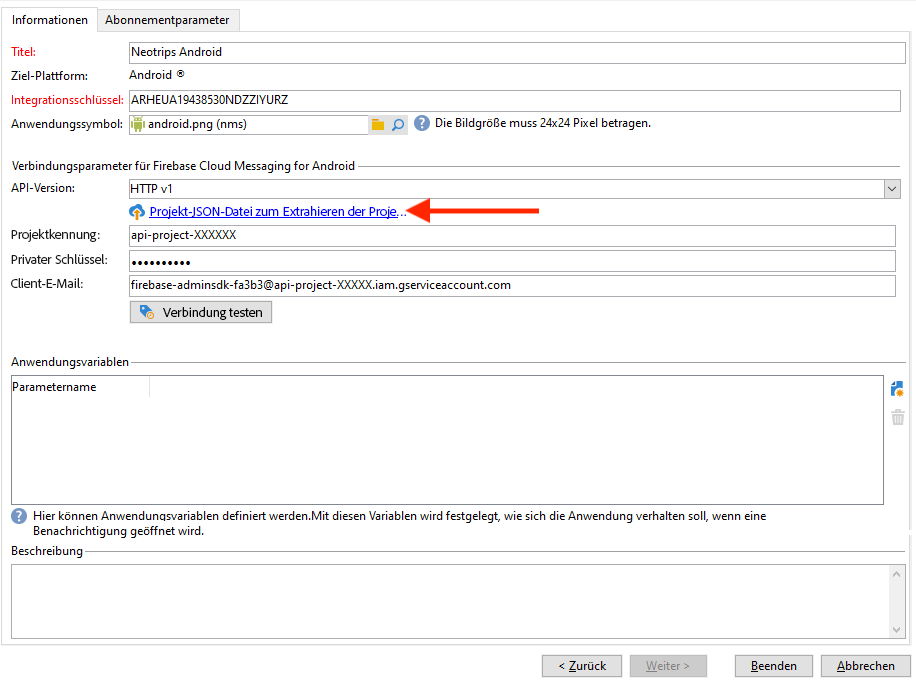 Informationen
Abonnementparameter
Titel: Neotrips Android
Ziel-Plattform: Android ®
Integrationsschlüssel: ARHEUA19438530NDZZIYURZ
Anwendungssymbol: android.png (nms) Die Bildgröße muss 24x24 Pixel betragen.
Verbindungsparameter für Firebase Cloud Messaging for Android
API-Version: HTTP v1
Projekt-JSON-Datei zum Extrahieren der Proje...
Projektkennung: api-project-XXXXXX
Privater Schlüssel: ••••••••••
Client-E-Mail: firebase-adminsdk-fa3b3@api-project-XXXXX.iam.gserviceaccount.com
Verbindung testen
Anwendungsvariablen
Parametername
Hier können Anwendungsvariablen definiert werden.Mit diesen Variablen wird festgelegt, wie sich die Anwendung verhalten soll, wenn eine
Benachrichtigung geöffnet wird.
Beschreibung
< Zurück
Weiter >
Beenden
Abbrechen